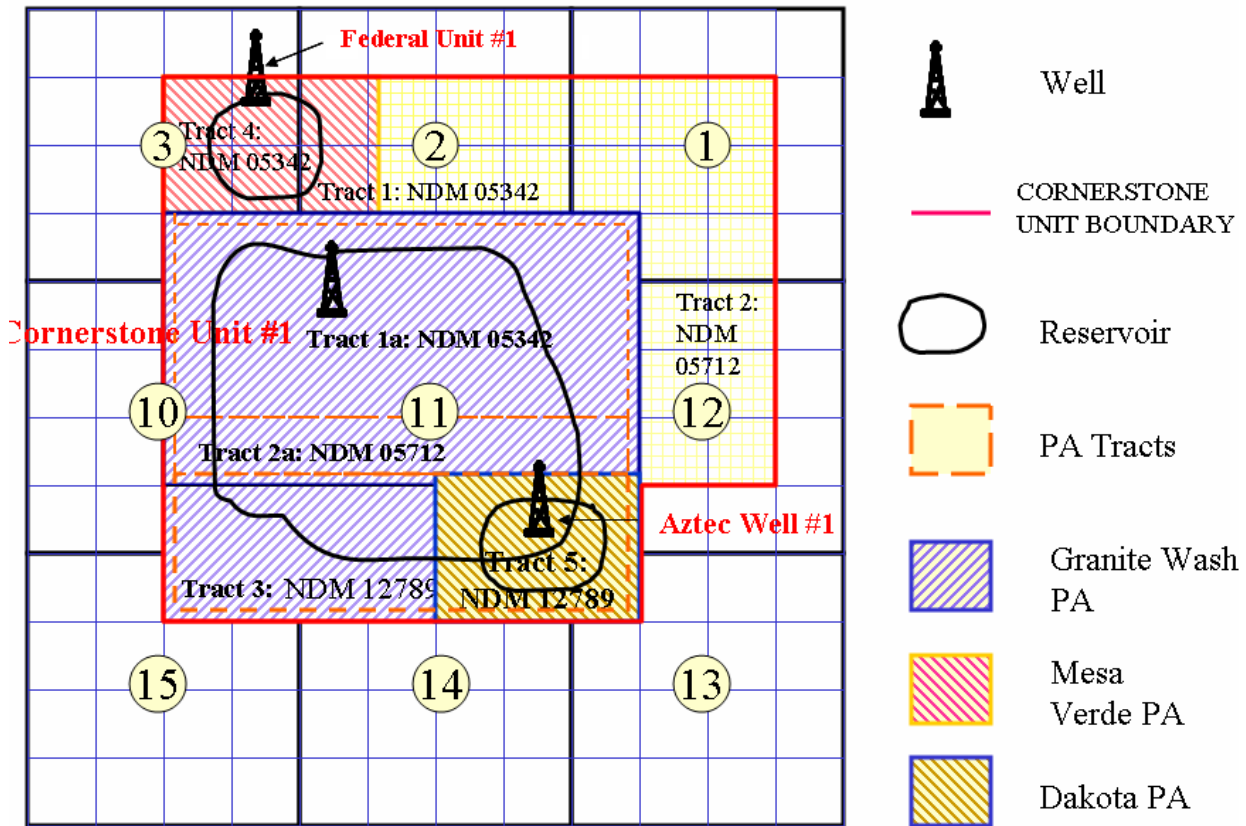 Federal Unit #1
3
2
1
Tract 4:
NDM 05342
Tract 1: NDM 05342
Tract 2:
NDM
05712
Cornerstone Unit #1
Tract 1a: NDM 05342
10
11
12
Tract 2a: NDM 05712
Aztec Well #1
Tract 5:
NDM 12789
Tract 3: NDM 12789
15
14
13
Well
CORNERSTONE
UNIT BOUNDARY
Reservoir
PA Tracts
Granite Wash
PA
Mesa
Verde PA
Dakota PA